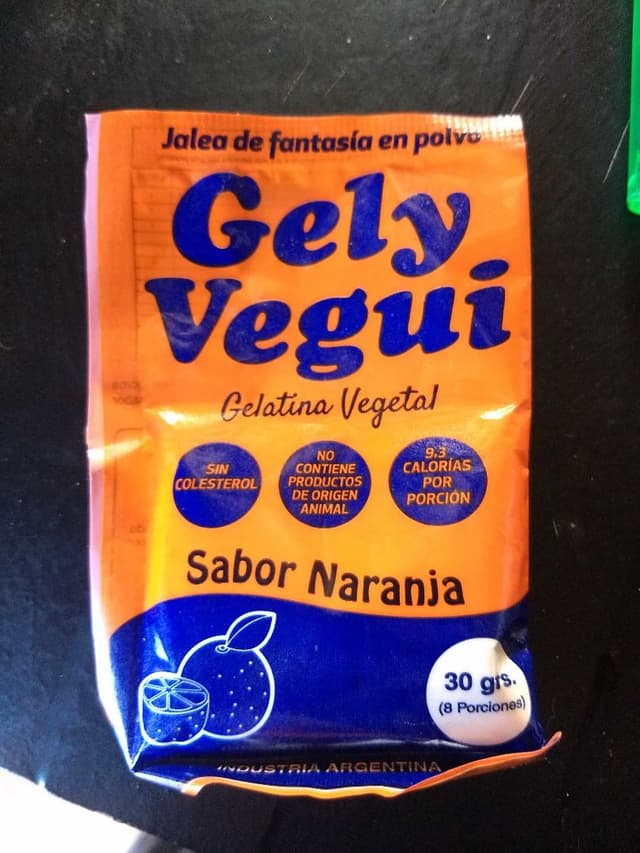 Jalea de fantasía en polvo
Gely
Vegui
Gelatina Vegetal
SIN
COLESTEROL
NO
CONTIENE
PRODUCTOS
DE ORIGEN
ANIMAL
9,3
CALORÍAS
POR
PORCIÓN
Sabor Naranja
30 grs.
(8 Porciones)
INDUSTRIA ARGENTINA